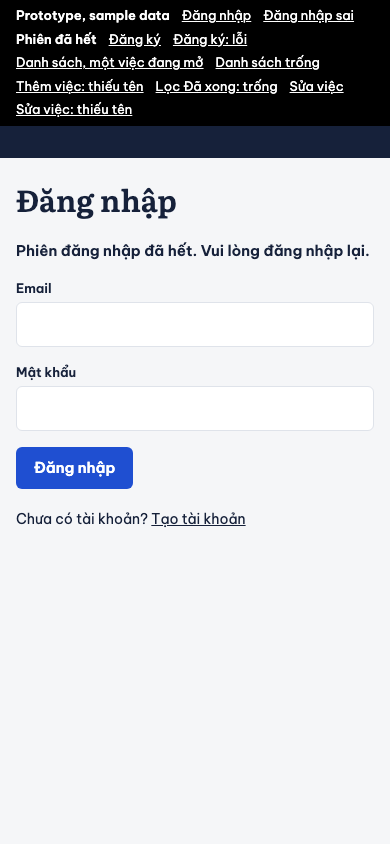 Prototype, sample data Đăng nhập Đăng nhập sai
Phiên đã hết Đăng ký Đăng ký: lỗi
Danh sách, một việc đang mở Danh sách trống
Thêm việc: thiếu tên Lọc Đã xong: trống Sửa việc
Sửa việc: thiếu tên
Đăng nhập
Phiên đăng nhập đã hết. Vui lòng đăng nhập lại.
Email
Mật khẩu
Đăng nhập
Chưa có tài khoản? Tạo tài khoản